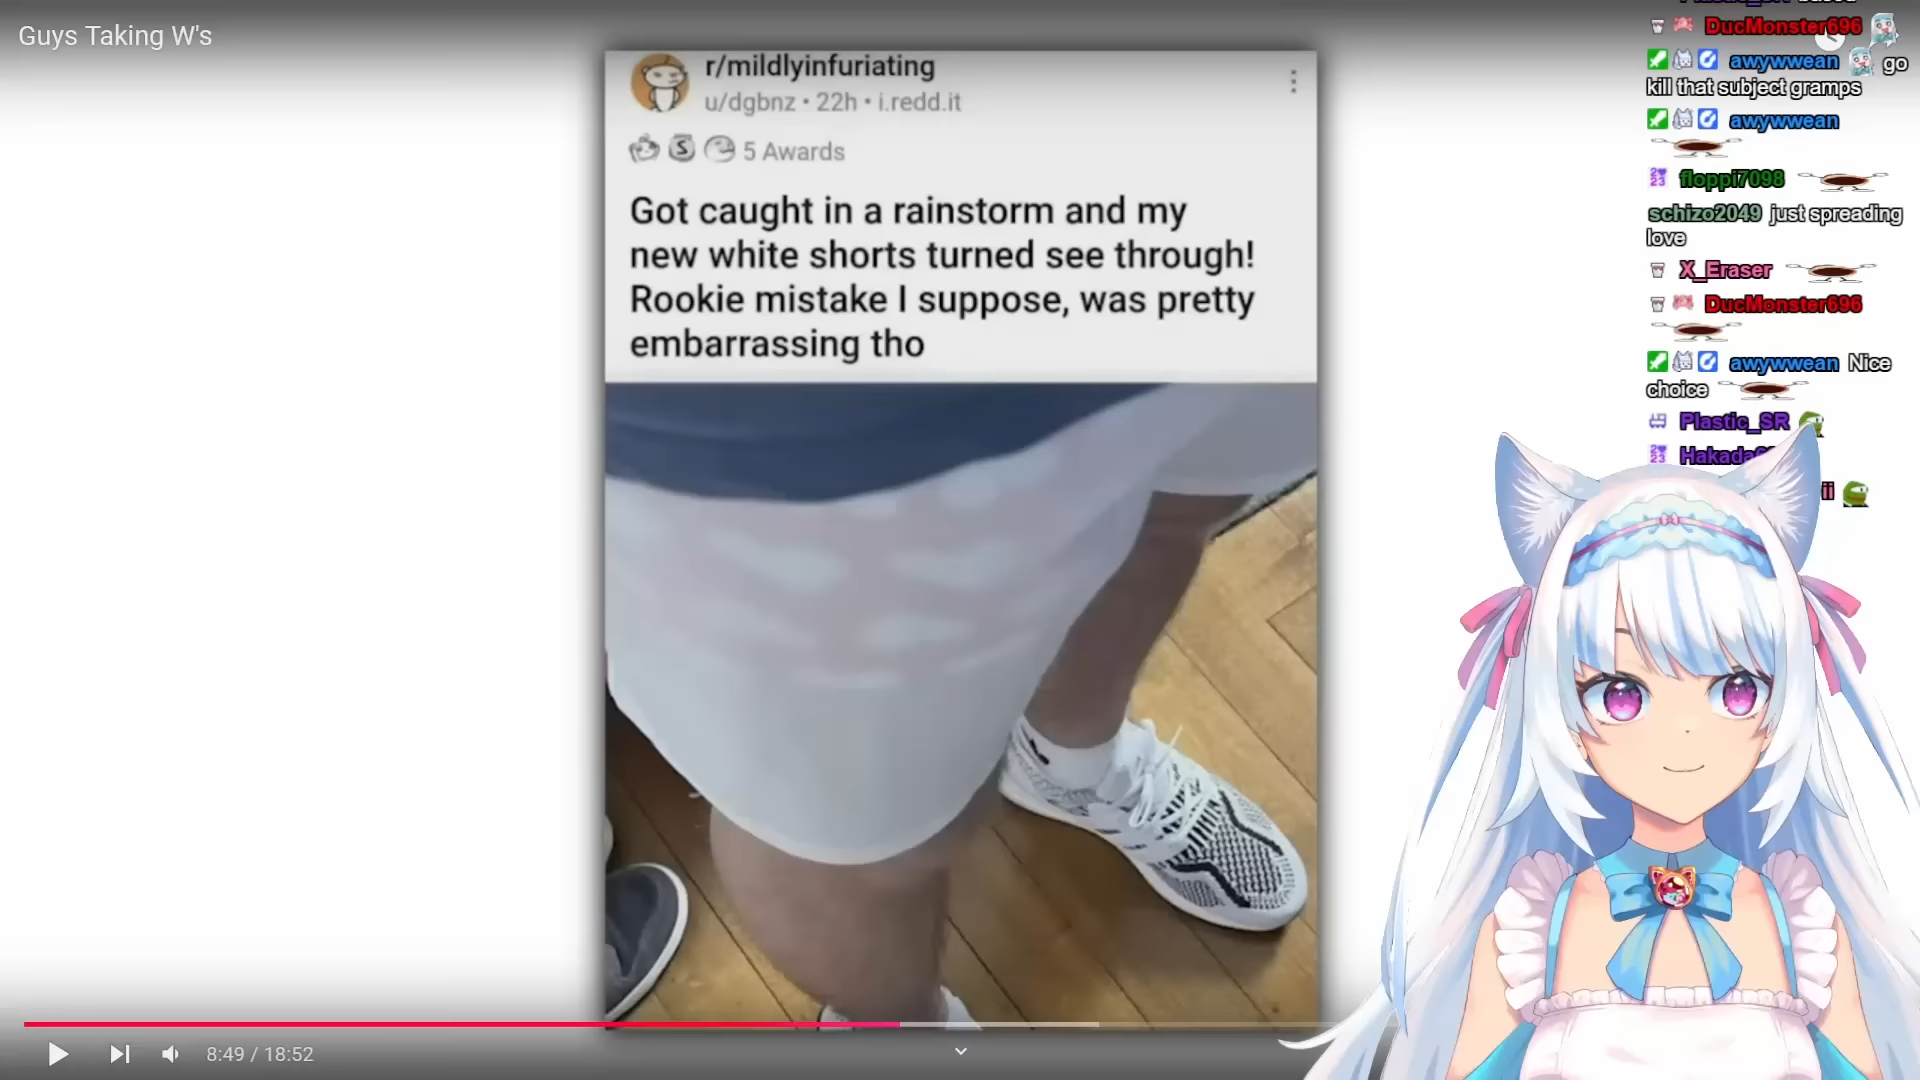 Guys Taking W's
r/mildlyinfuriating
u/dgbnz • 22h • i.redd.it
5 Awards
Got caught in a rainstorm and my
new white shorts turned see through!
Rookie mistake I suppose, was pretty
embarrassing tho
8:49 / 18:52
DucMonster696
awywwean go
kill that subject gramps
awywwean
floppi7098
schizo2049 just spreading
love
X_Eraser
DucMonster696
awywwean Nice
choice
Plastic_SR